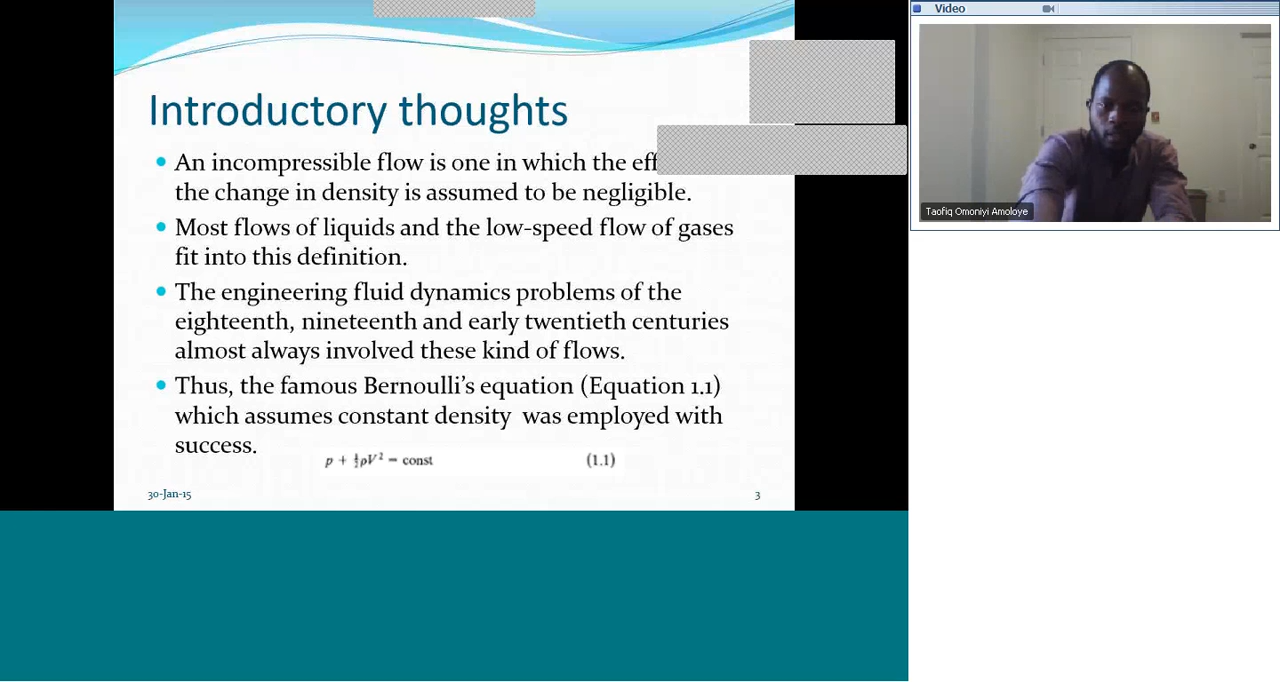 Video
Introductory thoughts
An incompressible flow is one in which the
the change in density is assumed to be negligible.
Most flows of liquids and the low-speed flow of gases
fit into this definition.
The engineering fluid dynamics problems of the
eighteenth, nineteenth and early twentieth centuries
almost always involved these kind of flows.
Thus, the famous Bernoulli's equation (Equation 1.1)
which assumes constant density was employed with
success.
p + ½ρV² = const (1.1)
30-Jan-15 3
Taofiq Omoniyi Amoloye